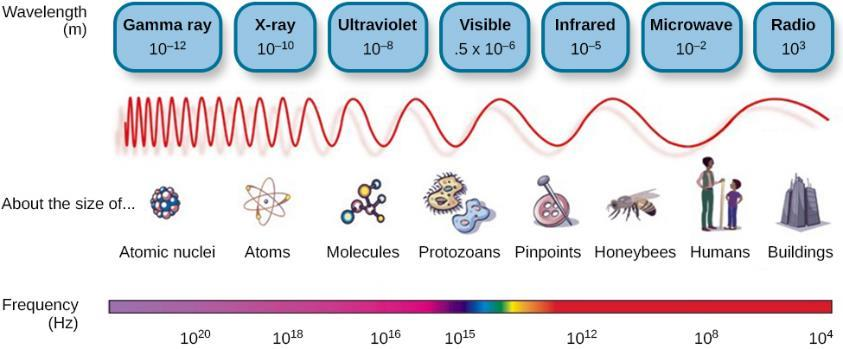 Wavelength
(m)
Gamma ray
10⁻¹²
X-ray
10⁻¹⁰
Ultraviolet
10⁻⁸
Visible
.5 x 10⁻⁶
Infrared
10⁻⁵
Microwave
10⁻²
Radio
10³
About the size of...
Atomic nuclei
Atoms
Molecules
Protozoans
Pinpoints
Honeybees
Humans
Buildings
Frequency
(Hz)
10²⁰
10¹⁸
10¹⁶
10¹⁵
10¹²
10⁸
10⁴